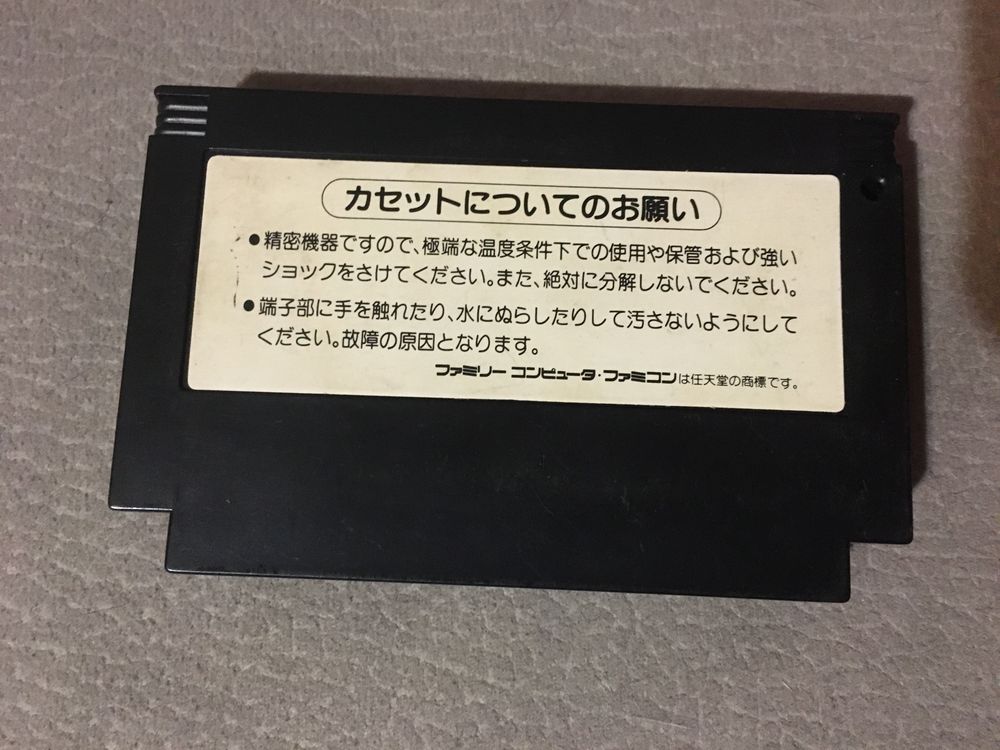 カセットについてのお願い
●精密機器ですので、極端な温度条件下での使用や保管および強い
ショックをさけてください。また、絶対に分解しないでください。
●端子部に手を触れたり、水にぬらしたりして汚さないようにして
ください。故障の原因となります。
ファミリー コンピュータ・ファミコンは任天堂の商標です。